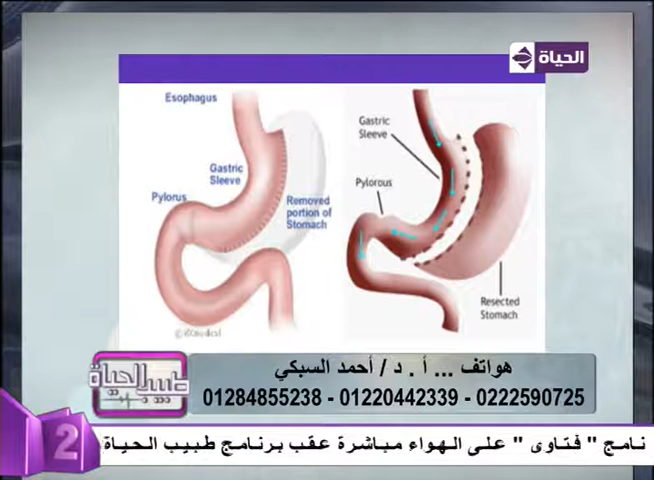 الحياة
Esophagus
Gastric
Sleeve
Pylorus
Removed
portion of
Stomach
Gastric
Sleeve
Pylorous
Resected
Stomach
هواتف ... أ . د / أحمد السبكي
01284855238 - 01220442339 - 0222590725
طبيب الحياة
2
نامج " فتاوى " على الهواء مباشرة عقب برنامج طبيب الحياة